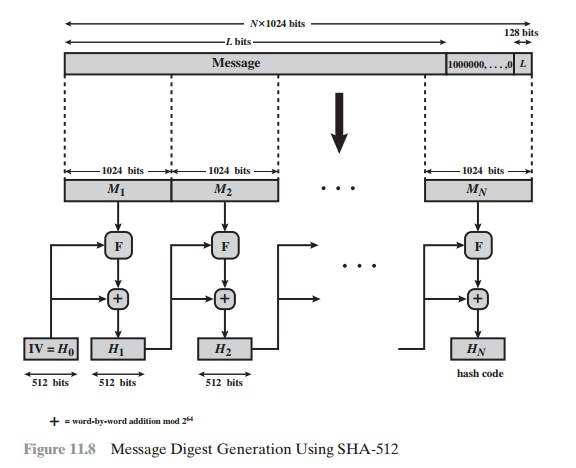 N×1024 bits
128 bits
L bits
Message 1000000, . . . ,0 L
1024 bits 1024 bits 1024 bits
M1 M2 . . . MN
F F F
. . .
+ + +
IV = H0 H1 H2 HN
512 bits 512 bits 512 bits hash code
+ = word-by-word addition mod 2^64
Figure 11.8 Message Digest Generation Using SHA-512